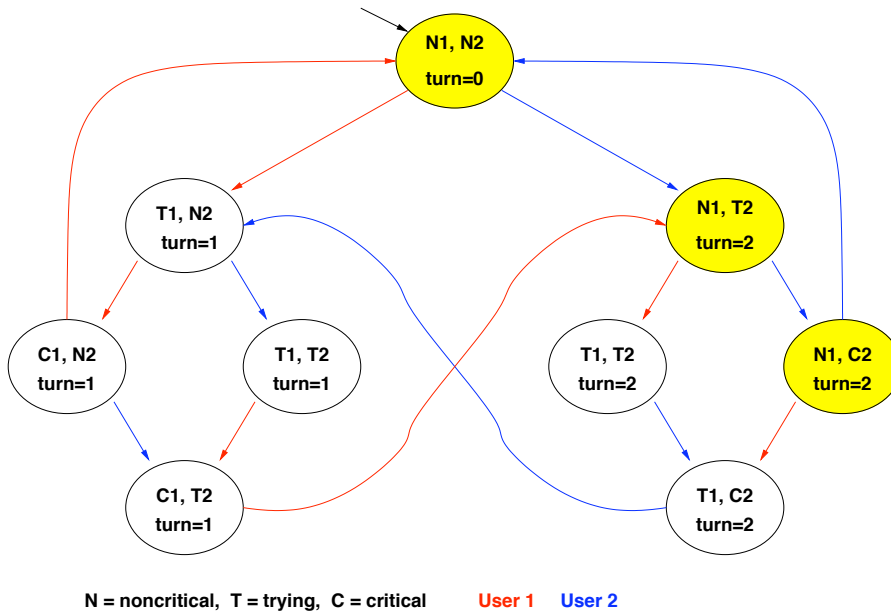 N1, N2
turn=0
T1, N2
turn=1
N1, T2
turn=2
C1, N2
turn=1
T1, T2
turn=1
T1, T2
turn=2
N1, C2
turn=2
C1, T2
turn=1
T1, C2
turn=2
N = noncritical, T = trying, C = critical User 1 User 2